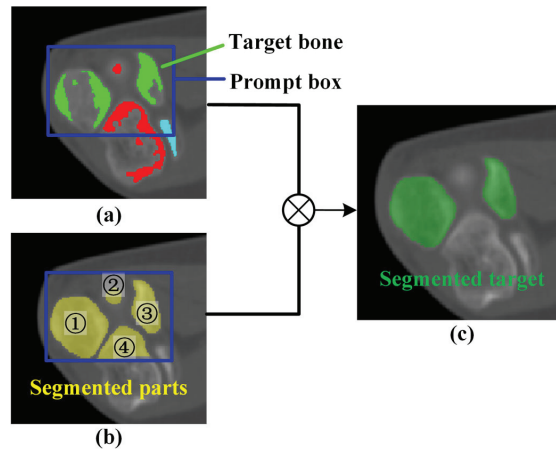 Target bone
Prompt box
(a)
①
②
③
④
Segmented parts
(b)
Segmented target
(c)